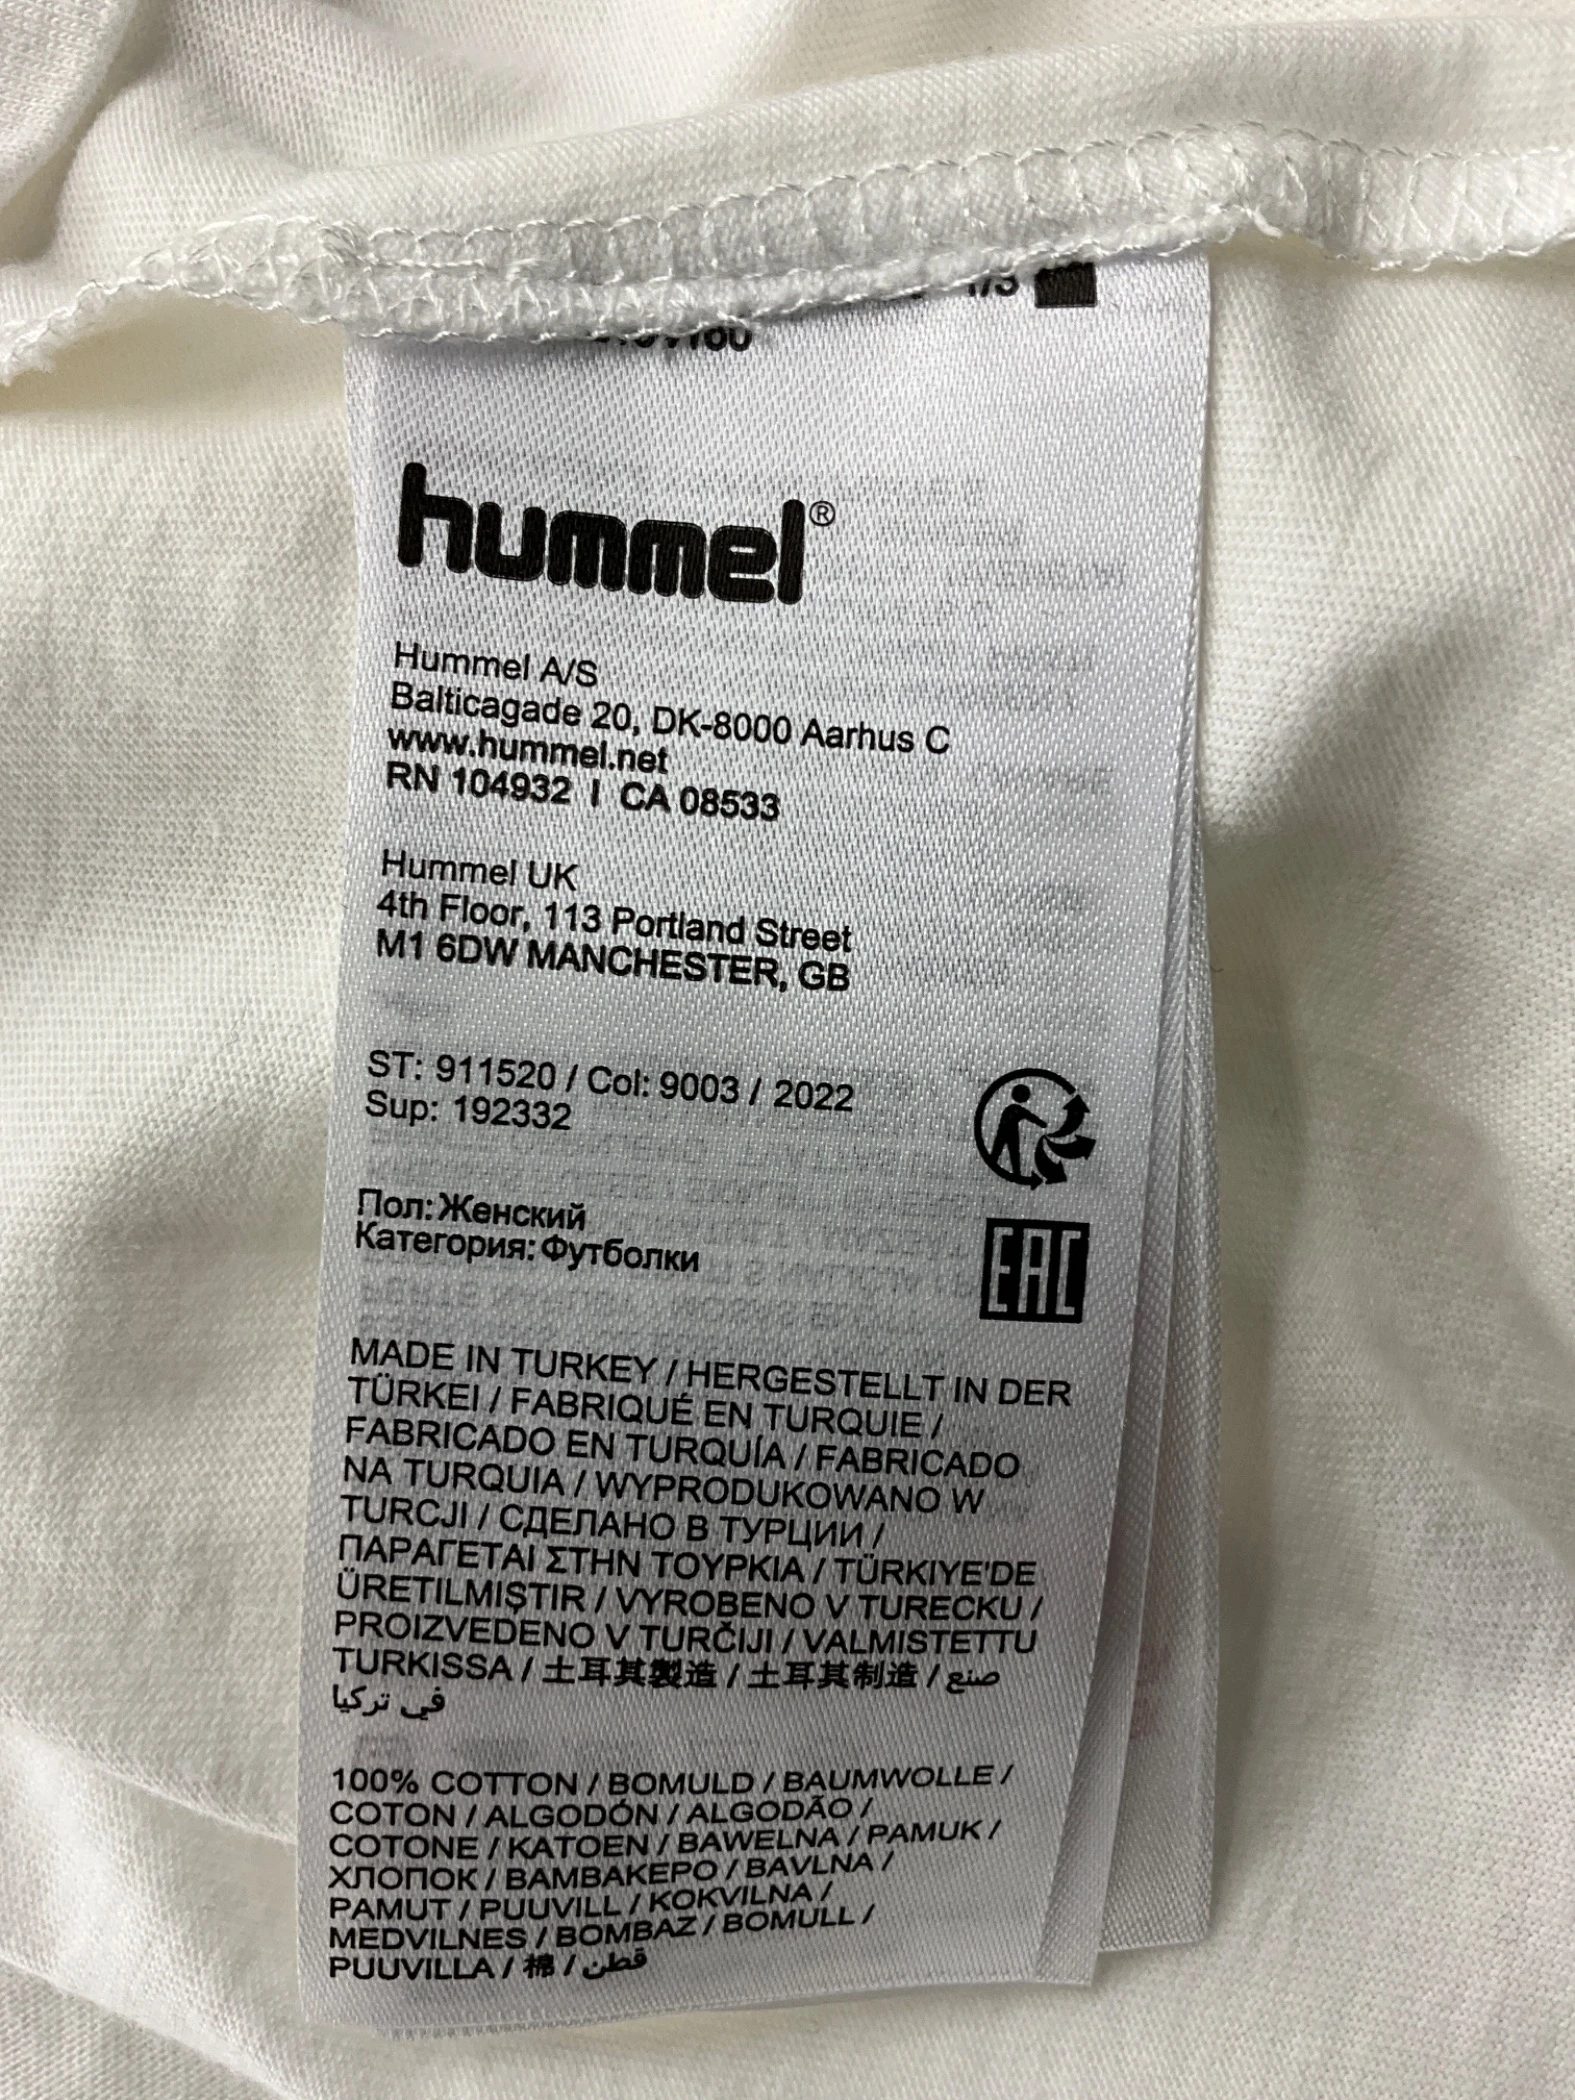 hummel®
Hummel A/S
Balticagade 20, DK-8000 Aarhus C
www.hummel.net
RN 104932 I CA 08533
Hummel UK
4th Floor, 113 Portland Street
M1 6DW MANCHESTER, GB
ST: 911520 / Col: 9003 / 2022
Sup: 192332
Пол: Женский
Категория: Футболки
EAC
MADE IN TURKEY / HERGESTELLT IN DER
TÜRKEI / FABRIQUÉ EN TURQUIE /
FABRICADO EN TURQUÍA / FABRICADO
NA TURQUIA / WYPRODUKOWANO W
TURCJI / СДЕЛАНО В ТУРЦИИ /
ΠΑΡΑΓΕΤΑΙ ΣΤΗΝ ΤΟΥΡΚΙΑ / TÜRKIYE'DE
ÜRETILMIŞTIR / VYROBENO V TURECKU /
PROIZVEDENO V TURČIJI / VALMISTETTU
TURKISSA / 土耳其製造 / 土耳其制造 / صنع
في تركيا
100% COTTON / BOMULD / BAUMWOLLE /
COTON / ALGODÓN / ALGODÃO /
COTONE / KATOEN / BAWELNA / PAMUK /
ХЛОПОК / ΒΑΜΒΑΚΕΡΟ / BAVLNA /
PAMUT / PUUVILL / KOKVILNA /
MEDVILNES / BOMBAZ / BOMULL /
PUUVILLA / 棉 / قطن